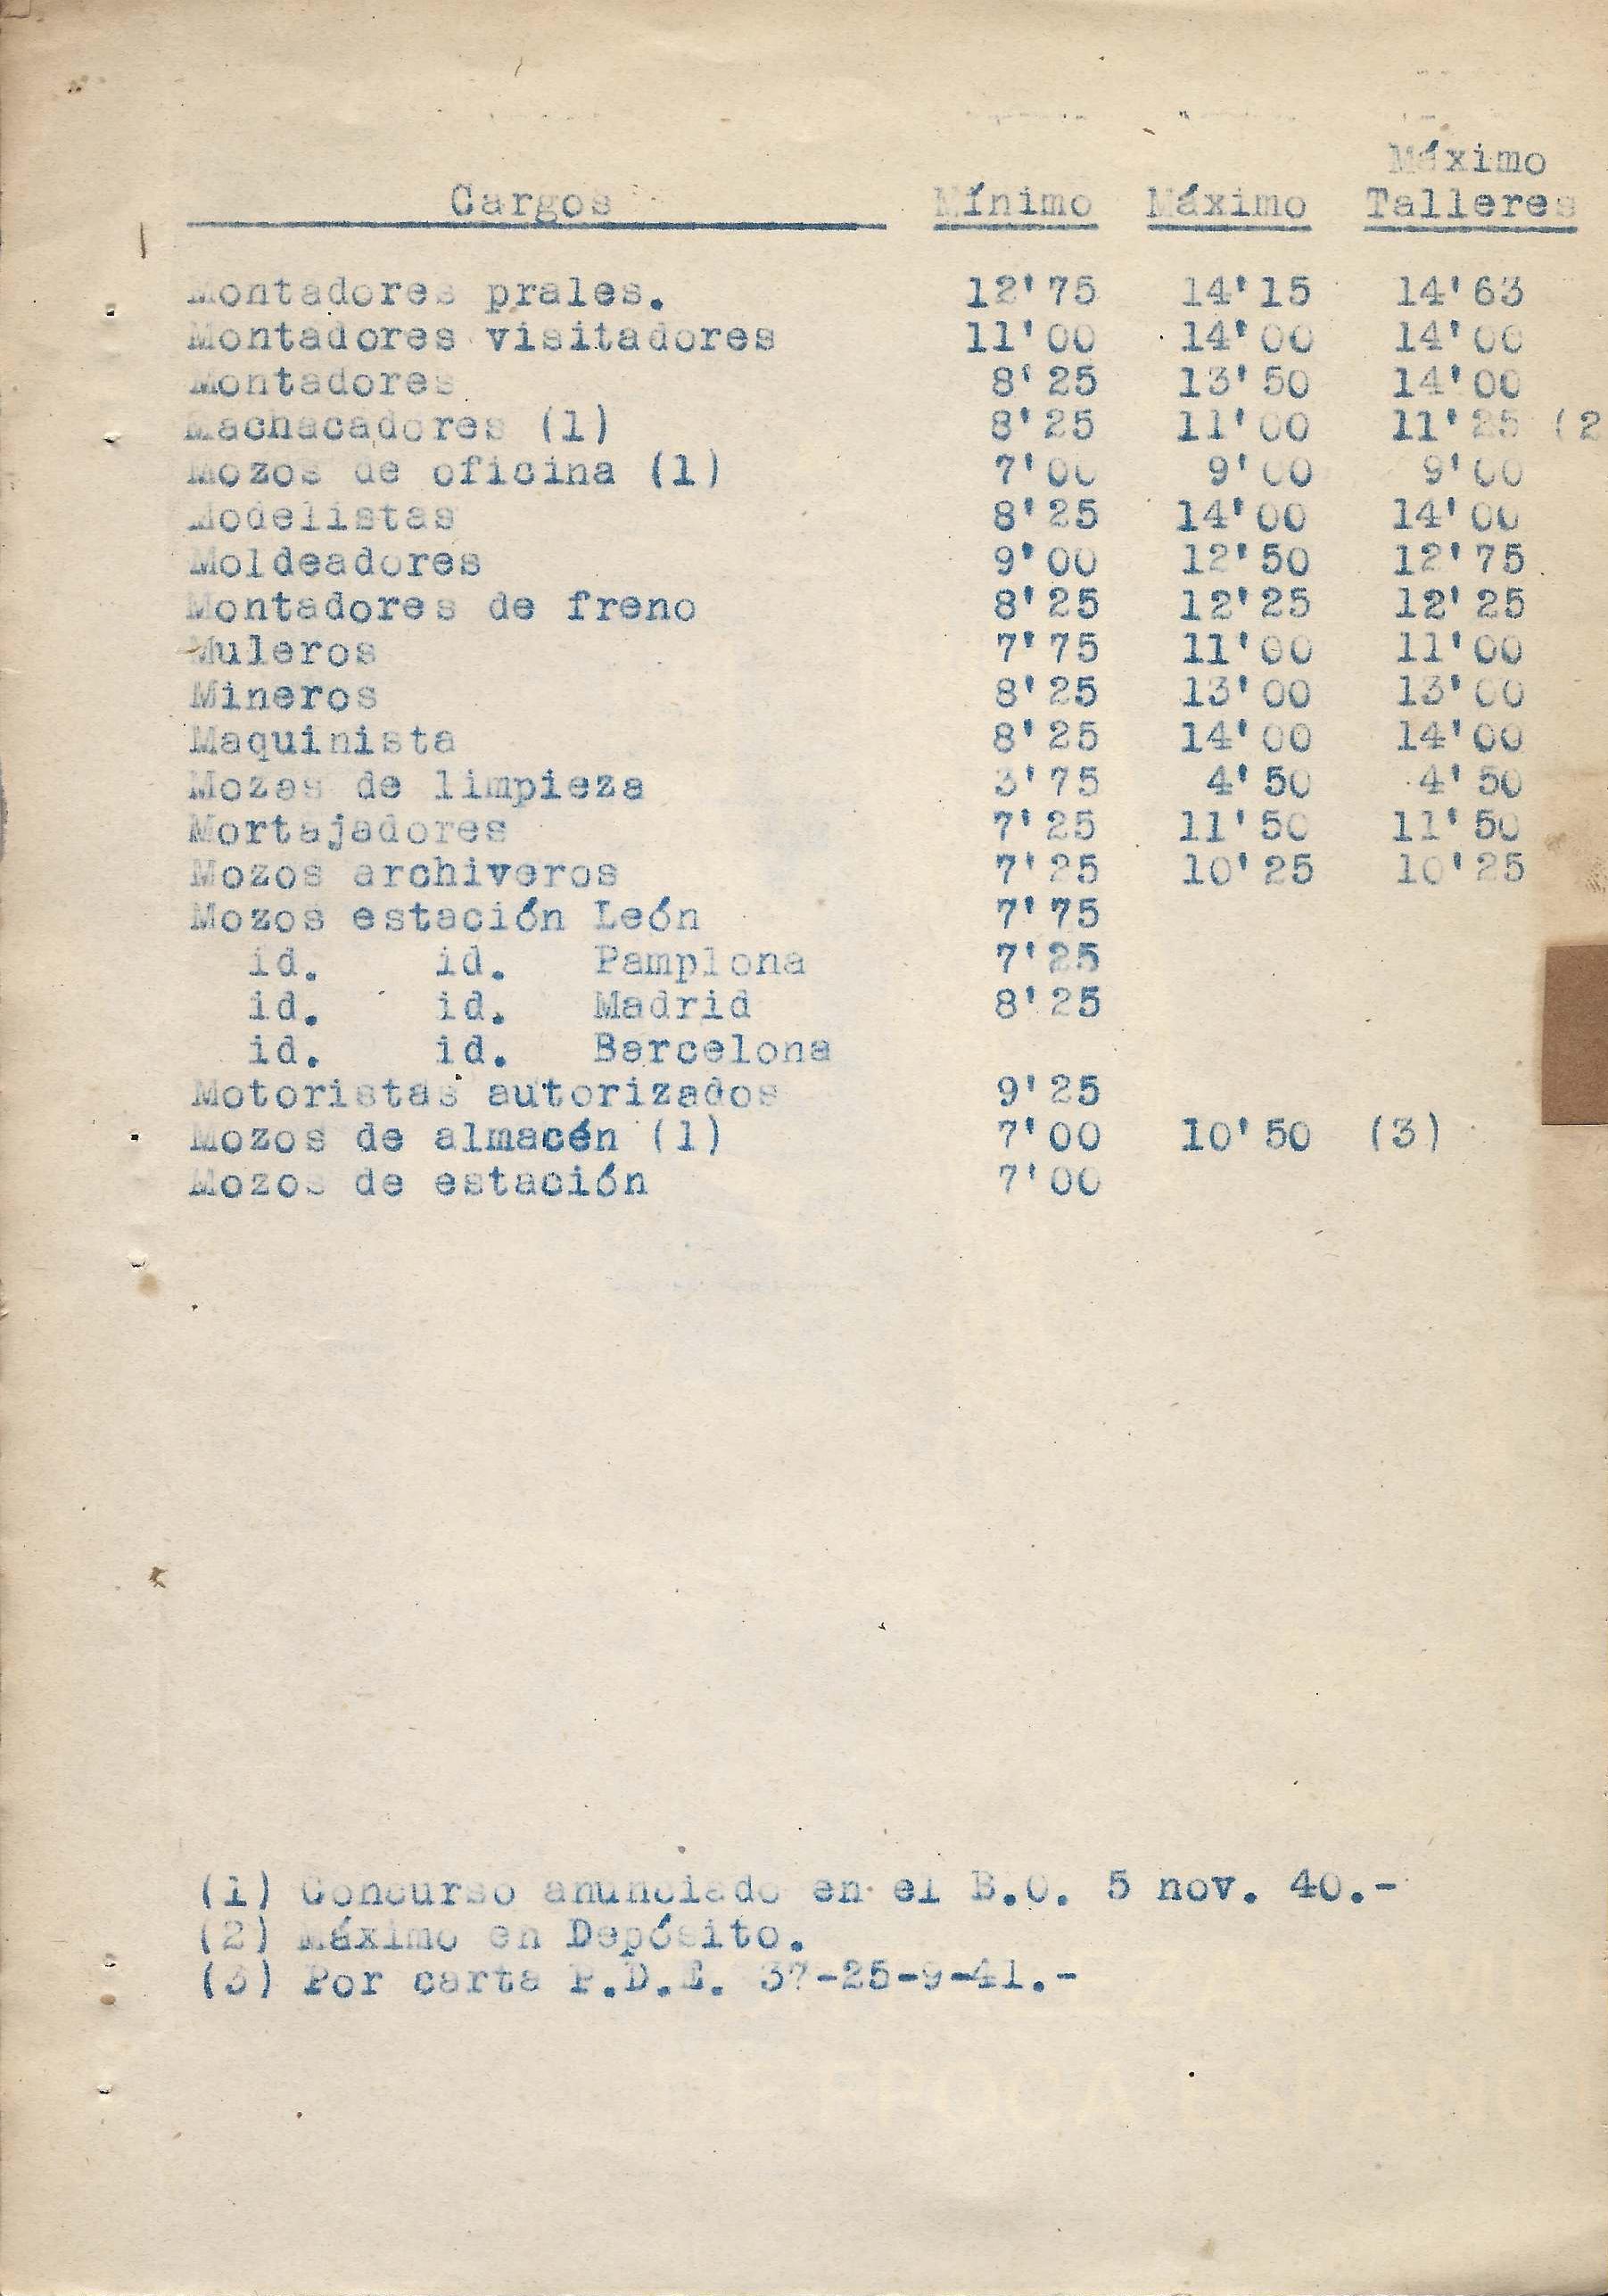 Máximo
Cargos Mínimo Máximo Talleres
Montadores prales. 12'75 14'15 14'63
Montadores visitadores 11'00 14'00 14'00
Montadores 8'25 13'50 14'00
Machacadores (1) 8'25 11'00 11'25 (2
Mozos de oficina (1) 7'00 9'00 9'00
Modelistas 8'25 14'00 14'00
Moldeadores 9'00 12'50 12'75
Montadores de freno 8'25 12'25 12'25
Muleros 7'75 11'00 11'00
Mineros 8'25 13'00 13'00
Maquinista 8'25 14'00 14'00
Mozas de limpieza 3'75 4'50 4'50
Mortajadores 7'25 11'50 11'50
Mozos archiveros 7'25 10'25 10'25
Mozos estación León 7'75
id. id. Pamplona 7'25
id. id. Madrid 8'25
id. id. Barcelona
Motoristas autorizados 9'25
Mozos de almacén (1) 7'00 10'50 (3)
Mozos de estación 7'00
(1) Concurso anunciado en el B.O. 5 nov. 40.-
(2) Máximo en Depósito.
(3) Por carta P.D.E. 37-25-9-41.-